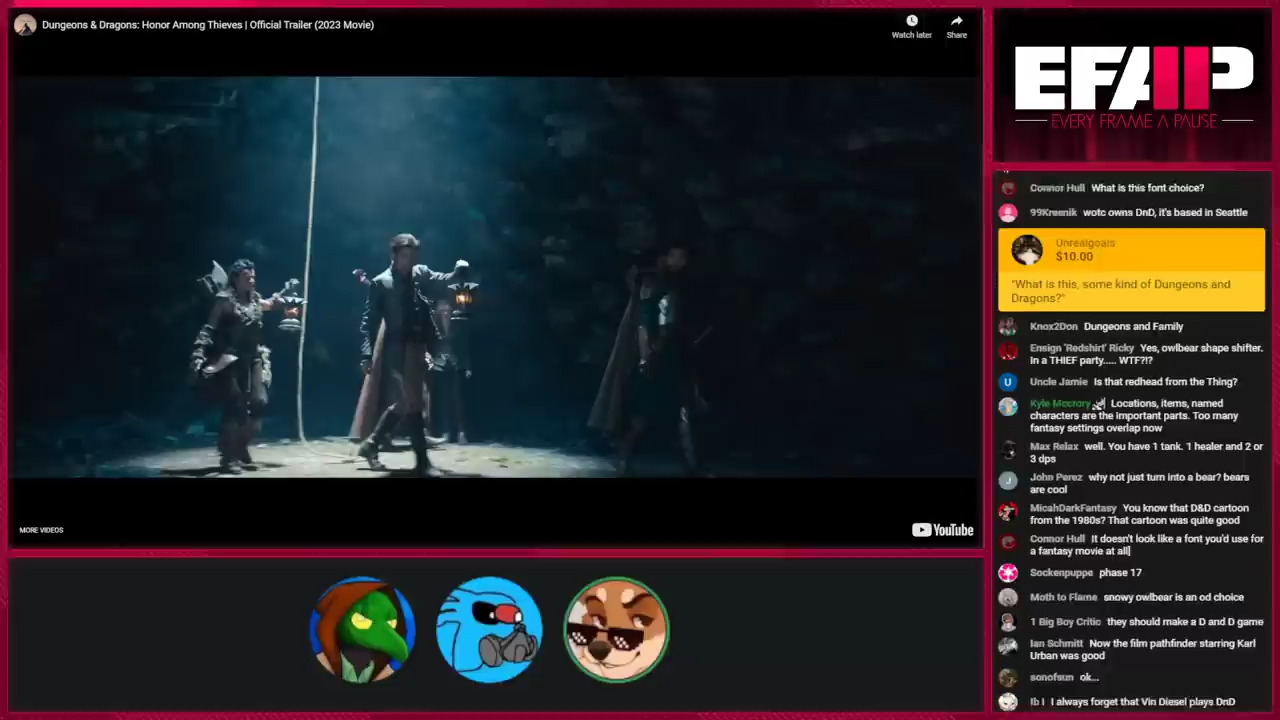 Dungeons & Dragons: Honor Among Thieves | Official Trailer (2023 Movie)
Watch later
Share
MORE VIDEOS
YouTube
EFAP
EVERY FRAME A PAUSE
Connor Hull What is this font choice?
99Kremnik wotc owns DnD, it's based in Seattle
Unrealgoals
$10.00
"What is this, some kind of Dungeons and
Dragons?"
Knox2Don Dungeons and Family
Ensign 'Redshirt' Ricky Yes, owlbear shape shifter.
In a THIEF party..... WTF?!?
U
Uncle Jamie Is that redhead from the Thing?
Kyle Mccrory Locations, items, named
characters are the important parts. Too many
fantasy settings overlap now
Max Relax well. You have 1 tank. 1 healer and 2 or
3 dps
J
John Perez why not just turn into a bear? bears
are cool
MicahDarkFantasy You know that D&D cartoon
from the 1980s? That cartoon was quite good
Connor Hull It doesn't look like a font you'd use for
a fantasy movie at all]
Sockenpuppe phase 17
Moth to Flame snowy owlbear is an od choice
1 Big Boy Critic they should make a D and D game
Ian Schmitt Now the film pathfinder starring Karl
Urban was good
sonofsun ok...
Ib I I always forget that Vin Diesel plays DnD